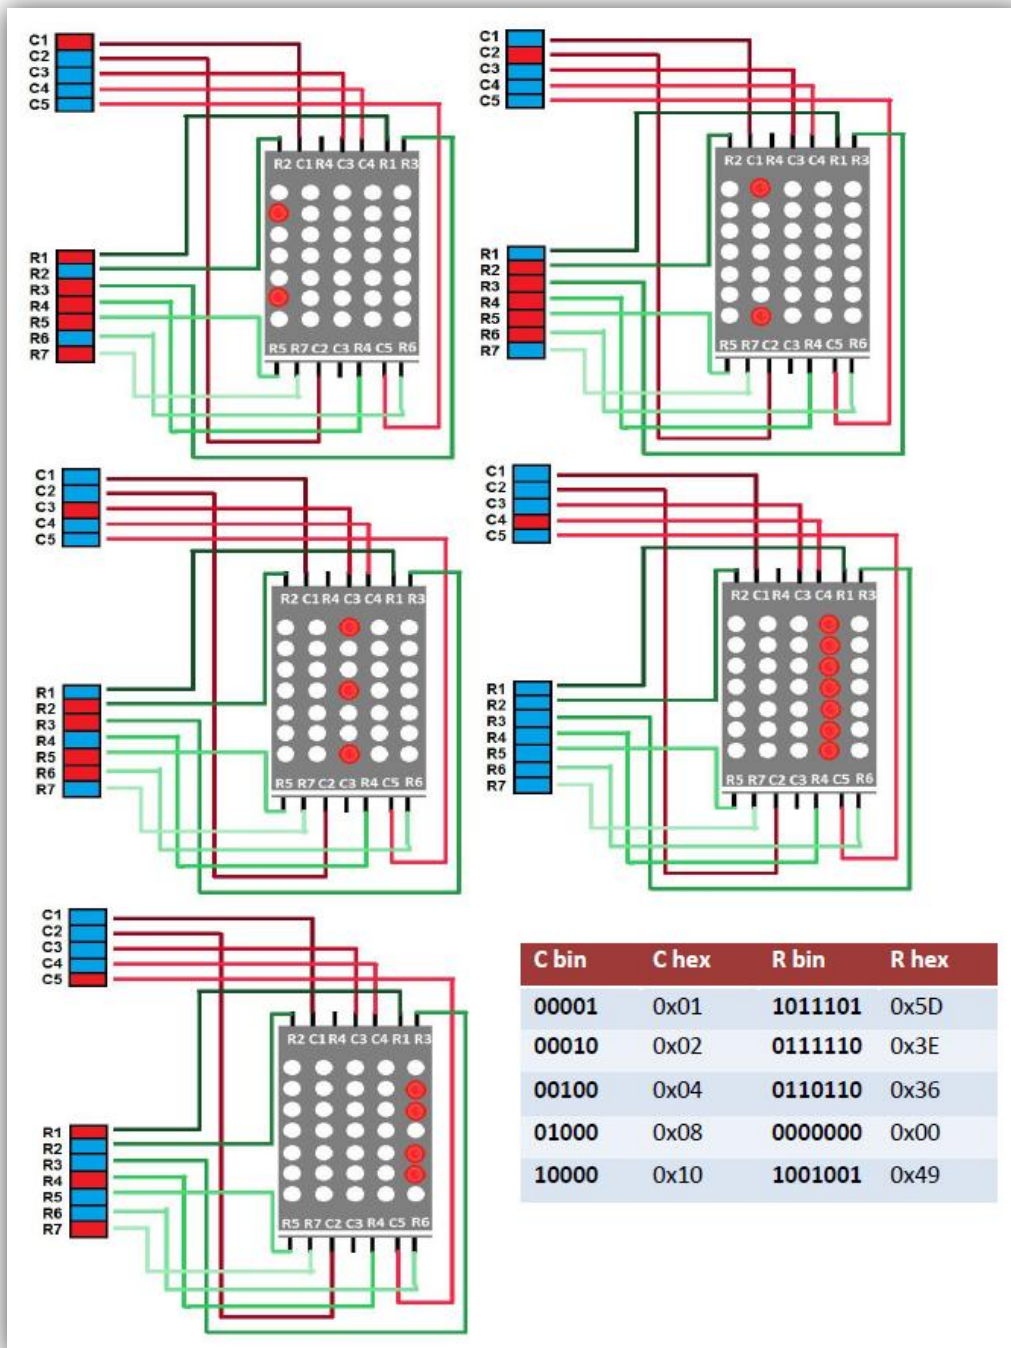 C1
C2
C3
C4
C5
R2 C1 R4 C3 C4 R1 R3
R1
R2
R3
R4
R5
R6
R7
R5 R7 C2 C3 R4 C5 R6
C1
C2
C3
C4
C5
R2 C1 R4 C3 C4 R1 R3
R1
R2
R3
R4
R5
R6
R7
R5 R7 C2 C3 R4 C5 R6
C1
C2
C3
C4
C5
R2 C1 R4 C3 C4 R1 R3
R1
R2
R3
R4
R5
R6
R7
R5 R7 C2 C3 R4 C5 R6
C1
C2
C3
C4
C5
R2 C1 R4 C3 C4 R1 R3
R1
R2
R3
R4
R5
R6
R7
R5 R7 C2 C3 R4 C5 R6
C1
C2
C3
C4
C5
R2 C1 R4 C3 C4 R1 R3
R1
R2
R3
R4
R5
R6
R7
R5 R7 C2 C3 R4 C5 R6
C bin C hex R bin R hex
00001 0x01 1011101 0x5D
00010 0x02 0111110 0x3E
00100 0x04 0110110 0x36
01000 0x08 0000000 0x00
10000 0x10 1001001 0x49